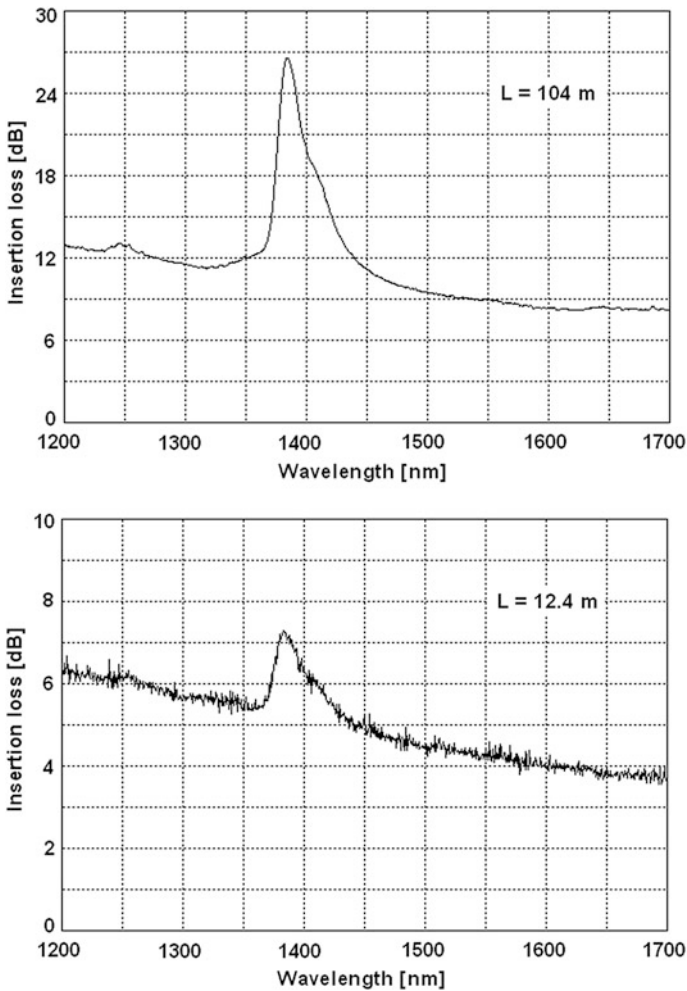 30
24
18
12
6
0
Insertion loss [dB]
L = 104 m
1200 1300 1400 1500 1600 1700
Wavelength [nm]
10
8
6
4
2
0
Insertion loss [dB]
L = 12.4 m
1200 1300 1400 1500 1600 1700
Wavelength [nm]